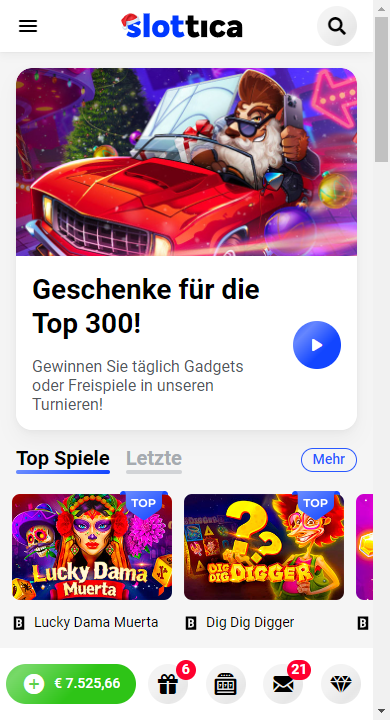 slottica
Geschenke für die
Top 300!
Gewinnen Sie täglich Gadgets
oder Freispiele in unseren
Turnieren!
Top Spiele Letzte Mehr
TOP TOP
LUCKY DAMA
MUERTA
DIG DIG
DIGGER
B Lucky Dama Muerta B Dig Dig Digger B
€ 7.525,66 6 21